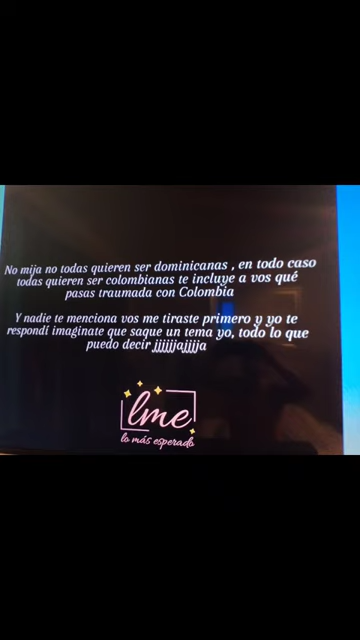 No mija no todas quieren ser dominicanas , en todo caso
todas quieren ser colombianas te incluye a vos qué
pasas traumada con Colombia
Y nadie te menciona vos me tiraste primero y yo te
respondí imaginate que saque un tema yo, todo lo que
puedo decir jjjjjjajjjja
lme
lo más esperado